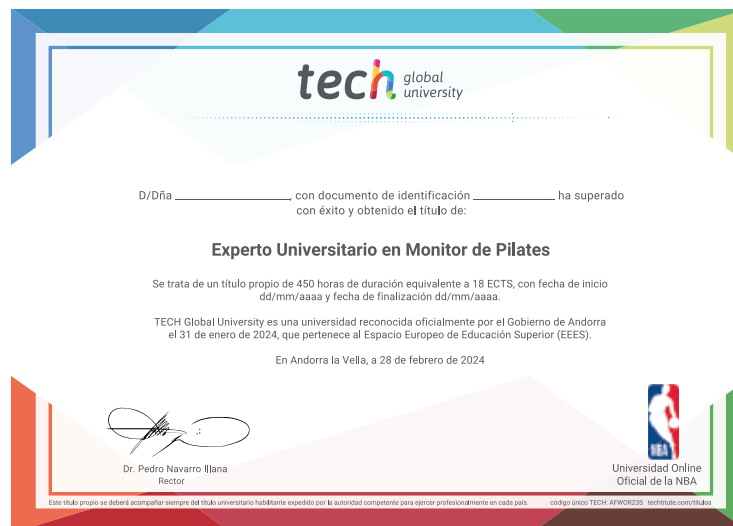 tech global university
D/Dña ____________, con documento de identificación ____________ ha superado
con éxito y obtenido el título de:
Experto Universitario en Monitor de Pilates
Se trata de un título propio de 450 horas de duración equivalente a 18 ECTS, con fecha de inicio
dd/mm/aaaa y fecha de finalización dd/mm/aaaa.
TECH Global University es una universidad reconocida oficialmente por el Gobierno de Andorra
el 31 de enero de 2024, que pertenece al Espacio Europeo de Educación Superior (EEES).
En Andorra la Vella, a 28 de febrero de 2024
Dr. Pedro Navarro Illana
Rector
NBA
Universidad Online
Oficial de la NBA
Este título propio se deberá acompañar siempre del título universitario habilitante expedido por la autoridad competente para ejercer profesionalmente en cada país. código único TECH: AFWOR23S techtitute.com/titulos